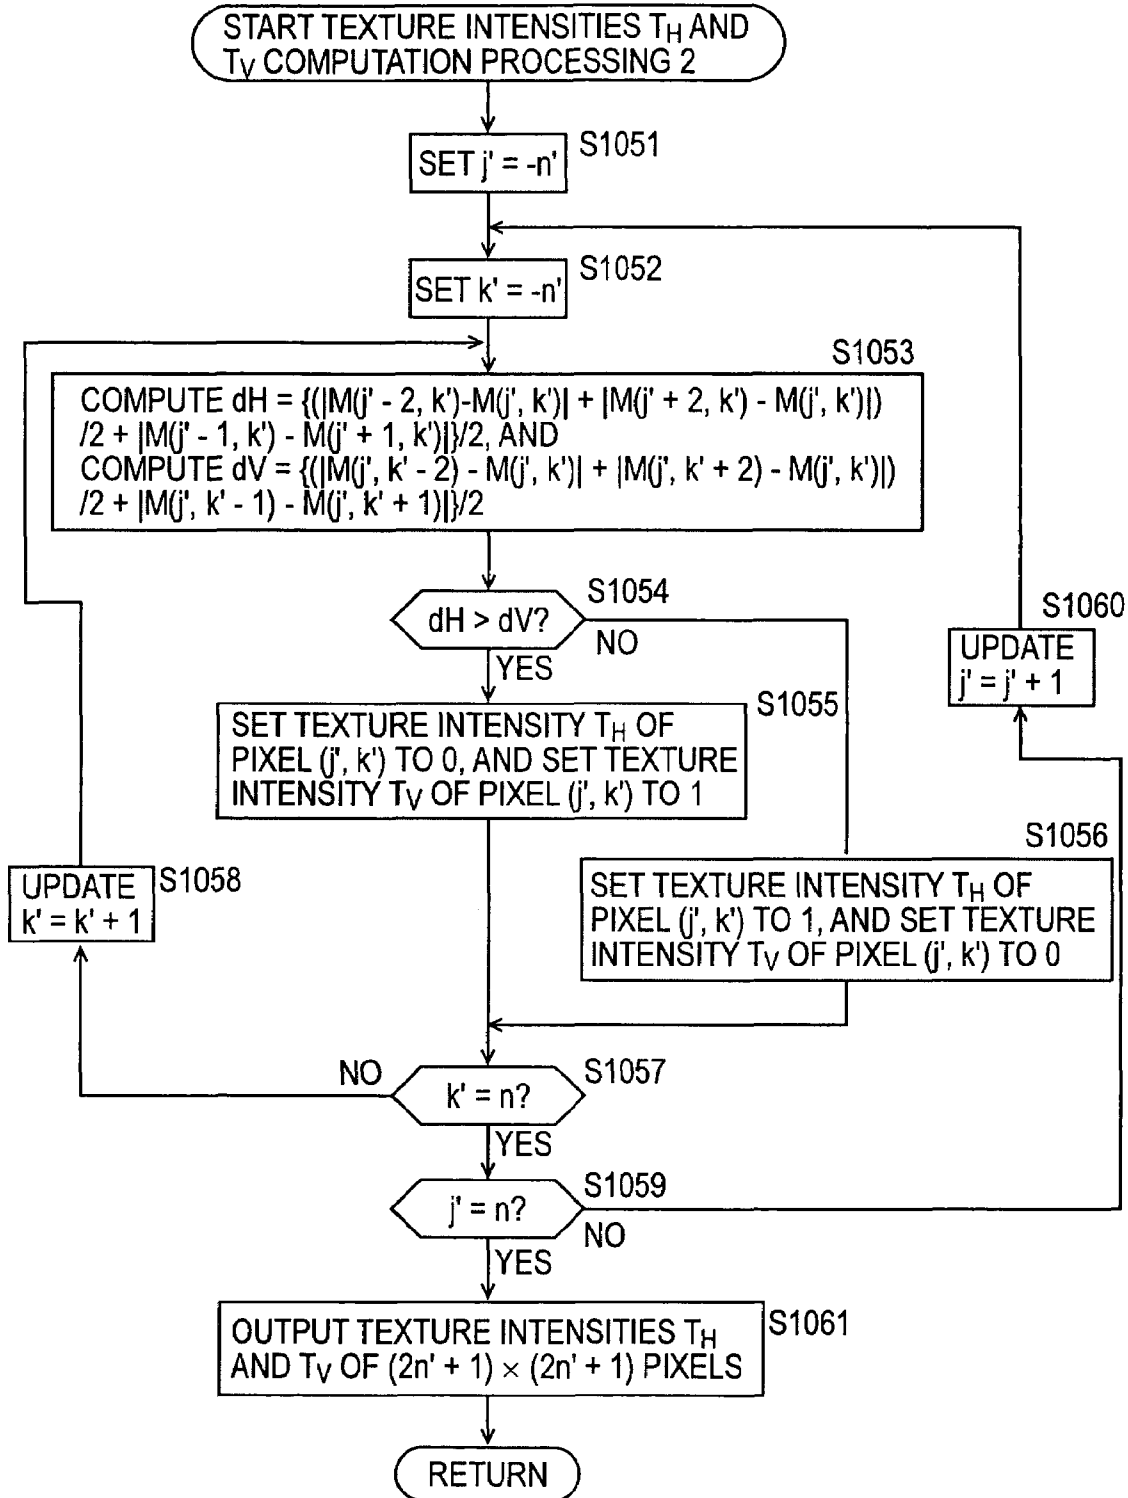 START TEXTURE INTENSITIES TH AND
TV COMPUTATION PROCESSING 2
S1051
SET j' = -n'
S1052
SET k' = -n'
S1053
COMPUTE dH = {(|M(j' - 2, k')-M(j', k')| + |M(j' + 2, k') - M(j', k')|)
/2 + |M(j' - 1, k') - M(j' + 1, k')|}/2, AND
COMPUTE dV = {(|M(j', k' - 2) - M(j', k')| + |M(j', k' + 2) - M(j', k')|)
/2 + |M(j', k' - 1) - M(j', k' + 1)|}/2
S1054
dH > dV?
NO
YES
S1060
UPDATE
j' = j' + 1
S1055
SET TEXTURE INTENSITY TH OF
PIXEL (j', k') TO 0, AND SET TEXTURE
INTENSITY TV OF PIXEL (j', k') TO 1
S1056
SET TEXTURE INTENSITY TH OF
PIXEL (j', k') TO 1, AND SET TEXTURE
INTENSITY TV OF PIXEL (j', k') TO 0
S1058
UPDATE
k' = k' + 1
S1057
NO
k' = n?
YES
S1059
j' = n?
NO
YES
S1061
OUTPUT TEXTURE INTENSITIES TH
AND TV OF (2n' + 1) × (2n' + 1) PIXELS
RETURN